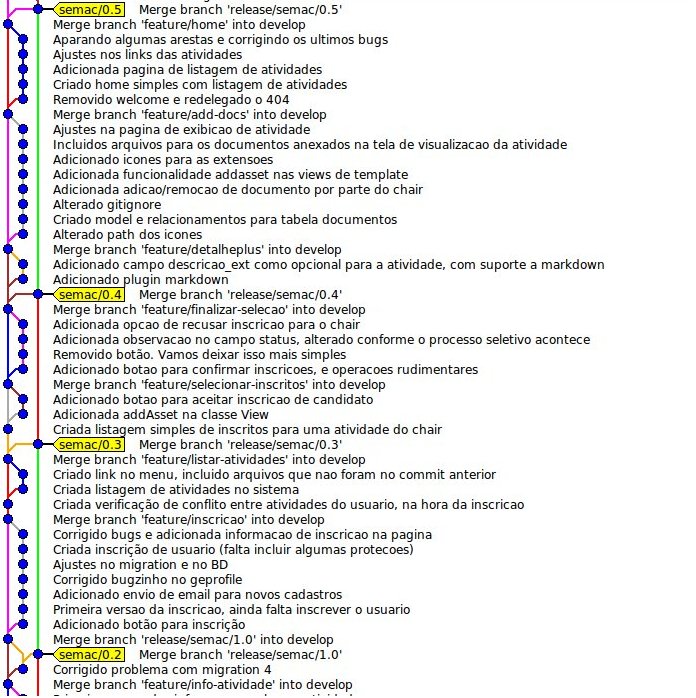 semac/0.5 Merge branch 'release/semac/0.5'
Merge branch 'feature/home' into develop
Aparando algumas arestas e corrigindo os ultimos bugs
Ajustes nos links das atividades
Adicionada pagina de listagem de atividades
Criado home simples com listagem de atividades
Removido welcome e redelegado o 404
Merge branch 'feature/add-docs' into develop
Ajustes na pagina de exibicao de atividade
Incluidos arquivos para os documentos anexados na tela de visualizacao da atividade
Adicionado icones para as extensoes
Adicionada funcionalidade addasset nas views de template
Adicionada adicao/remocao de documento por parte do chair
Alterado gitignore
Criado model e relacionamentos para tabela documentos
Alterado path dos icones
Merge branch 'feature/detalheplus' into develop
Adicionado campo descricao_ext como opcional para a atividade, com suporte a markdown
Adicionado plugin markdown
semac/0.4 Merge branch 'release/semac/0.4'
Merge branch 'feature/finalizar-selecao' into develop
Adicionada opcao de recusar inscricao para o chair
Adicionada observacao no campo status, alterado conforme o processo seletivo acontece
Removido botão. Vamos deixar isso mais simples
Adicionado botao para confirmar inscricoes, e operacoes rudimentares
Merge branch 'feature/selecionar-inscritos' into develop
Adicionado botao para aceitar inscricao de candidato
Adicionada addAsset na classe View
Criada listagem simples de inscritos para uma atividade do chair
semac/0.3 Merge branch 'release/semac/0.3'
Merge branch 'feature/listar-atividades' into develop
Criado link no menu, incluido arquivos que nao foram no commit anterior
Criada listagem de atividades no sistema
Criada verificação de conflito entre atividades do usuario, na hora da inscricao
Merge branch 'feature/inscricao' into develop
Corrigido bugs e adicionada informacao de inscricao na pagina
Criada inscrição de usuario (falta incluir algumas protecoes)
Ajustes no migration e no BD
Corrigido bugzinho no geprofile
Adicionado envio de email para novos cadastros
Primeira versao da inscricao, ainda falta inscrever o usuario
Adicionado botão para inscrição
Merge branch 'release/semac/1.0' into develop
semac/0.2 Merge branch 'release/semac/1.0'
Corrigido problema com migration 4
Merge branch 'feature/info-atividade' into develop